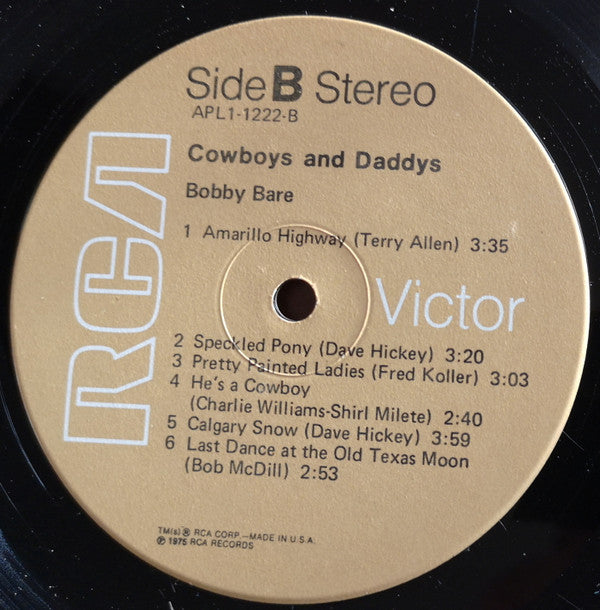 Side B Stereo
APL1-1222-B
Cowboys and Daddys
Bobby Bare
1 Amarillo Highway (Terry Allen) 3:35
RCA
Victor
2 Speckled Pony (Dave Hickey) 3:20
3 Pretty Painted Ladies (Fred Koller) 3:03
4 He's a Cowboy
(Charlie Williams-Shirl Milete) 2:40
5 Calgary Snow (Dave Hickey) 3:59
6 Last Dance at the Old Texas Moon
(Bob McDill) 2:53
TM(s) ® RCA CORP.—MADE IN U.S.A.
℗ 1975 RCA RECORDS